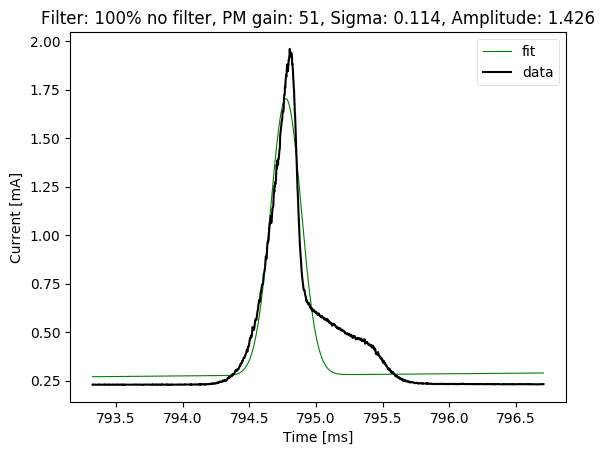 Filter: 100% no filter, PM gain: 51, Sigma: 0.114, Amplitude: 1.426
fit
data
2.00
1.75
1.50
1.25
1.00
0.75
0.50
0.25
Current [mA]
793.5 794.0 794.5 795.0 795.5 796.0 796.5
Time [ms]